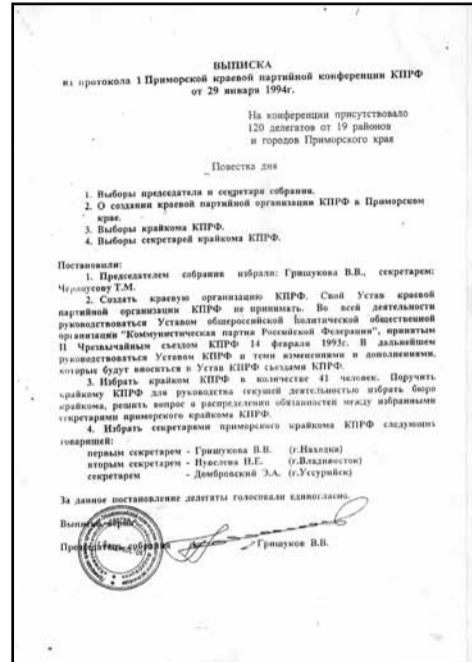 ВЫПИСКА
из протокола 1 Приморской краевой партийной конференции КПРФ
от 29 января 1994г.
На конференции присутствовало
120 делегатов от 19 районов
и городов Приморского края
Повестка дня
1. Выборы председателя и секретаря собрания.
2. О создании краевой партийной организации КПРФ в Приморском
крае.
3. Выборы крайкома КПРФ.
4. Выборы секретарей крайкома КПРФ.
Постановили:
1. Председателем собрания избрали: Гришукова В.В., секретарем:
Т.М.
2. Создать краевую организацию КПРФ. Свой Устав краевой
партийной организации КПРФ не принимать. Во всей деятельности
руководствоваться Уставом общероссийской политической общественной
организации "Коммунистическая партия Российской Федерации", принятым
II Чрезвычайным съездом КПРФ 14 февраля 1993г. В дальнейшем
руководствоваться Уставом КПРФ и теми изменениями и дополнениями,
которые будут вноситься в Устав КПРФ съездами КПРФ.
3. Избрать крайком КПРФ в количестве 41 человек. Поручить
крайкому КПРФ для руководства текущей деятельностью избрать бюро
крайкома, решить вопрос о распределении обязанностей между избранными
секретарями приморского крайкома КПРФ.
4. Избрать секретарями приморского крайкома КПРФ следующих
товарищей:
первым секретарем - Гришукова В.В. (г.Находка)
вторым секретарем - Н.Е. (г.Владивосток)
секретарем - Домбровский Э.А. (г.Уссурийск)
За данное постановление делегаты голосовали единогласно.
Выписка верна:
Председатель собрания Гришуков В.В.